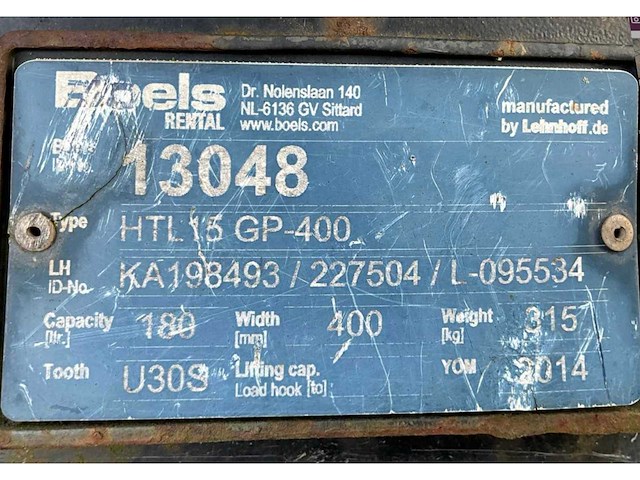 Boels
RENTAL
Dr. Nolenslaan 140
NL-6136 GV Sittard
www.boels.com
manufactured
by Lehnhoff.de
13048
Type HTL15 GP-400
LH
ID-No. KA198493 / 227504 / L-095534
Capacity [ltr.] 180 Width [mm] 400 Weight [kg] 315
Tooth U30S Lifting cap. Load hook [to] YOM 2014